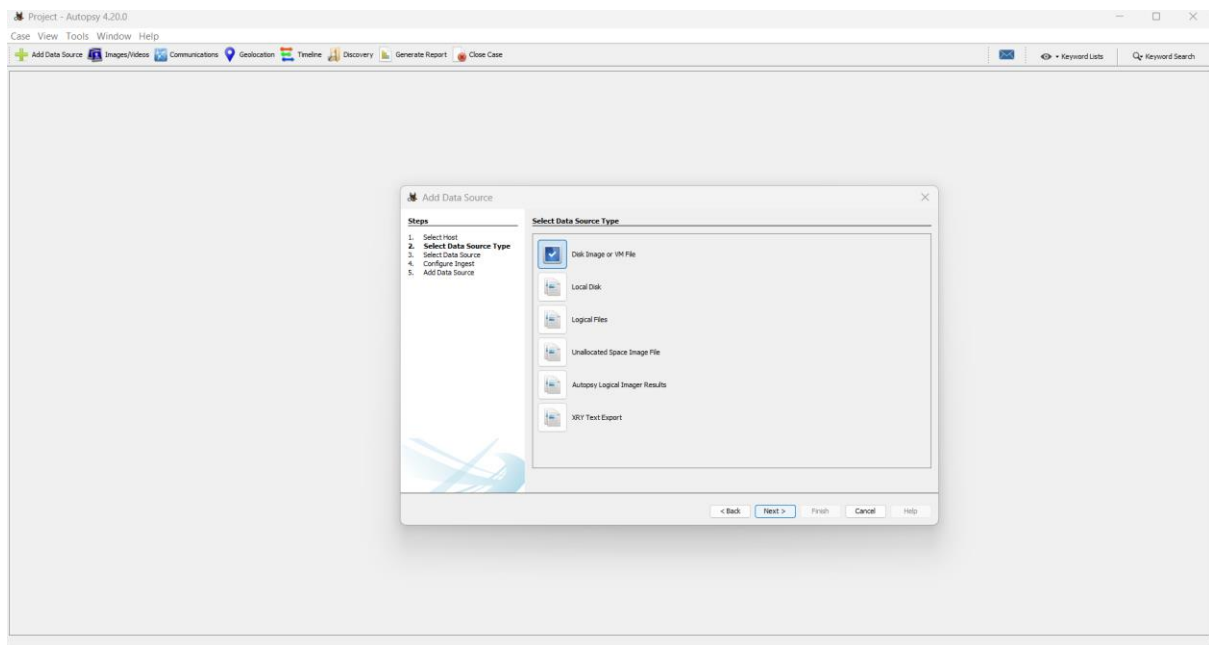 Project - Autopsy 4.20.0
Case View Tools Window Help
Add Data Source Images/Videos Communications Geolocation Timeline Discovery Generate Report Close Case Keyword Lists Keyword Search
Add Data Source
Steps
1. Select Host
2. Select Data Source Type
3. Select Data Source
4. Configure Ingest
5. Add Data Source
Select Data Source Type
Disk Image or VM File
Local Disk
Logical Files
Unallocated Space Image File
Autopsy Logical Imager Results
XRY Text Export
< Back Next > Finish Cancel Help